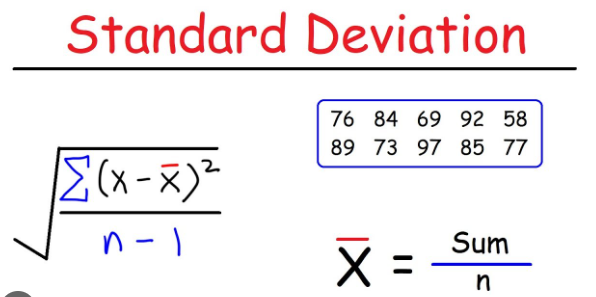 Standard Deviation
76 84 69 92 58
89 73 97 85 77
√(Σ(x-x̄)²
n-1)
x̄ = Sum
n